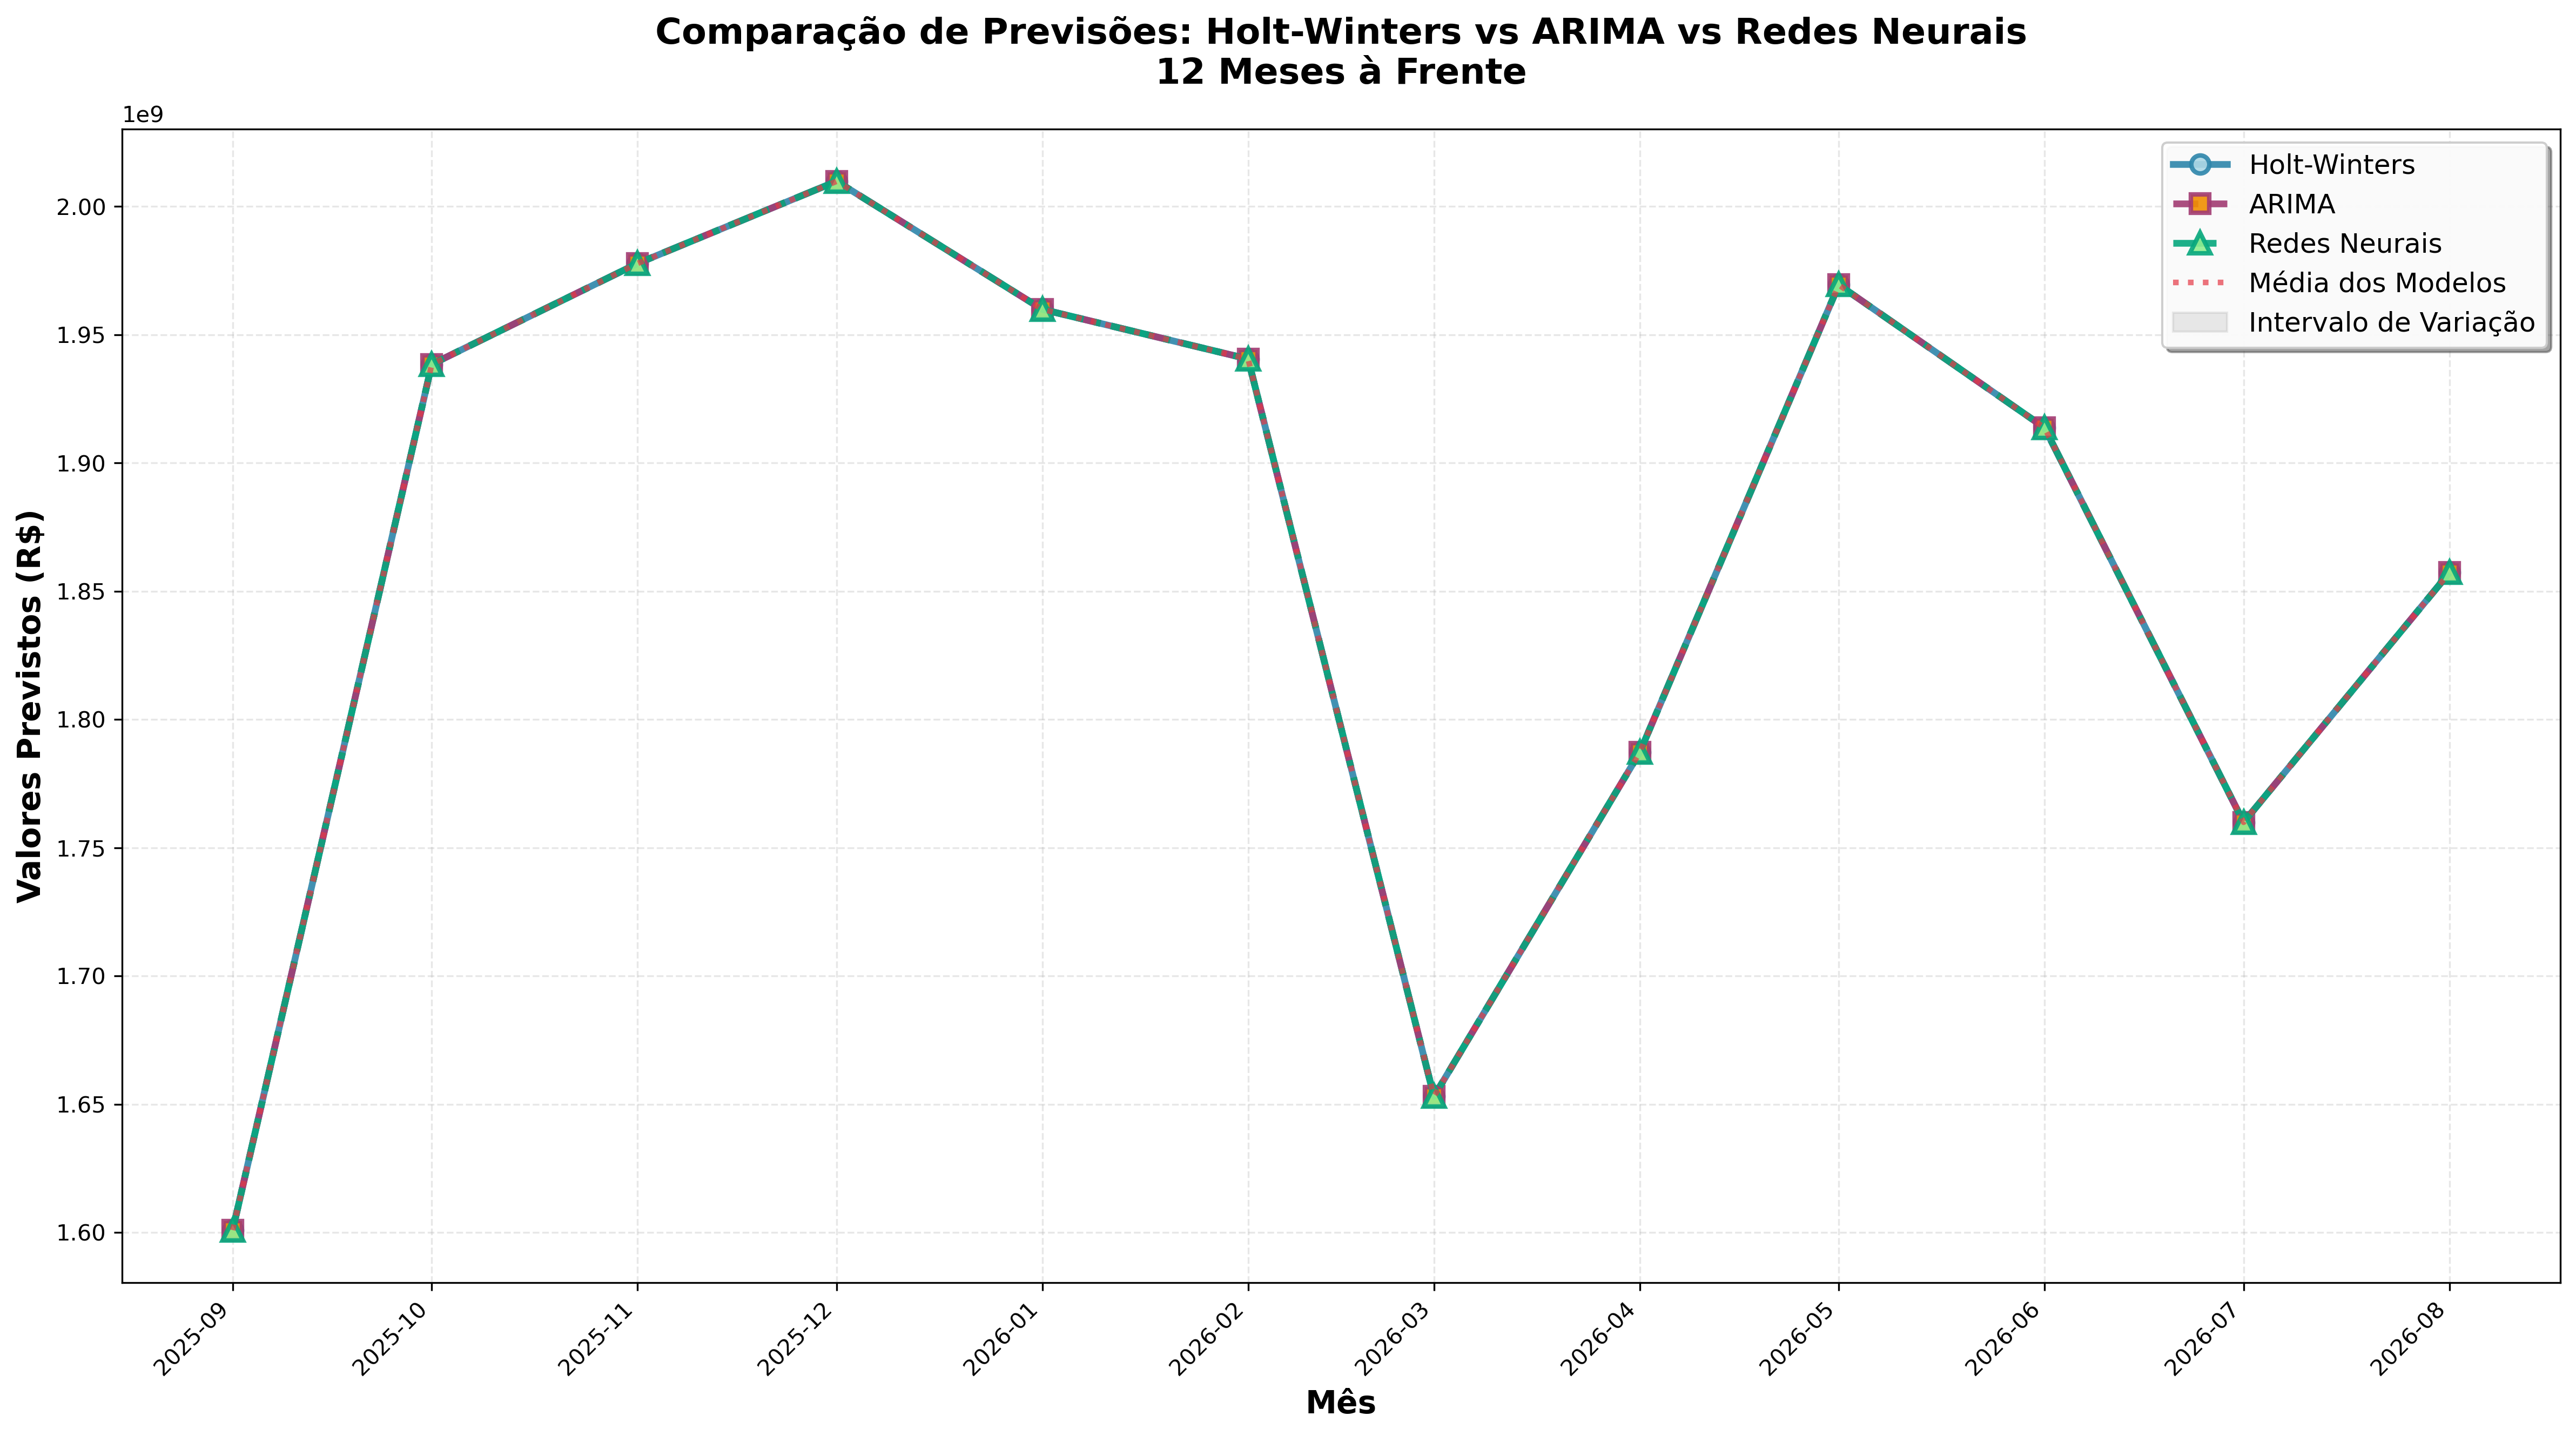 Comparação de Previsões: Holt-Winters vs ARIMA vs Redes Neurais
12 Meses à Frente
1e9
Holt-Winters
ARIMA
Redes Neurais
Média dos Modelos
Intervalo de Variação
Valores Previstos (R$)
2.00
1.95
1.90
1.85
1.80
1.75
1.70
1.65
1.60
2025-09
2025-10
2025-11
2025-12
2026-01
2026-02
2026-03
2026-04
2026-05
2026-06
2026-07
2026-08
Mês